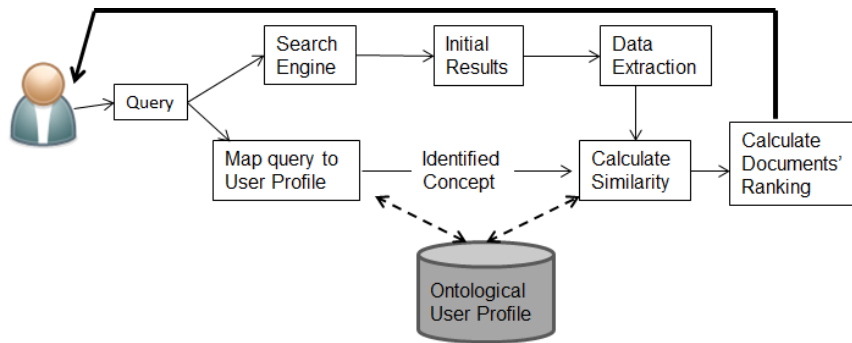 Search
Engine
Initial
Results
Data
Extraction
Query
Map query to
User Profile
Identified
Concept
Calculate
Similarity
Calculate
Documents’
Ranking
Ontological
User Profile